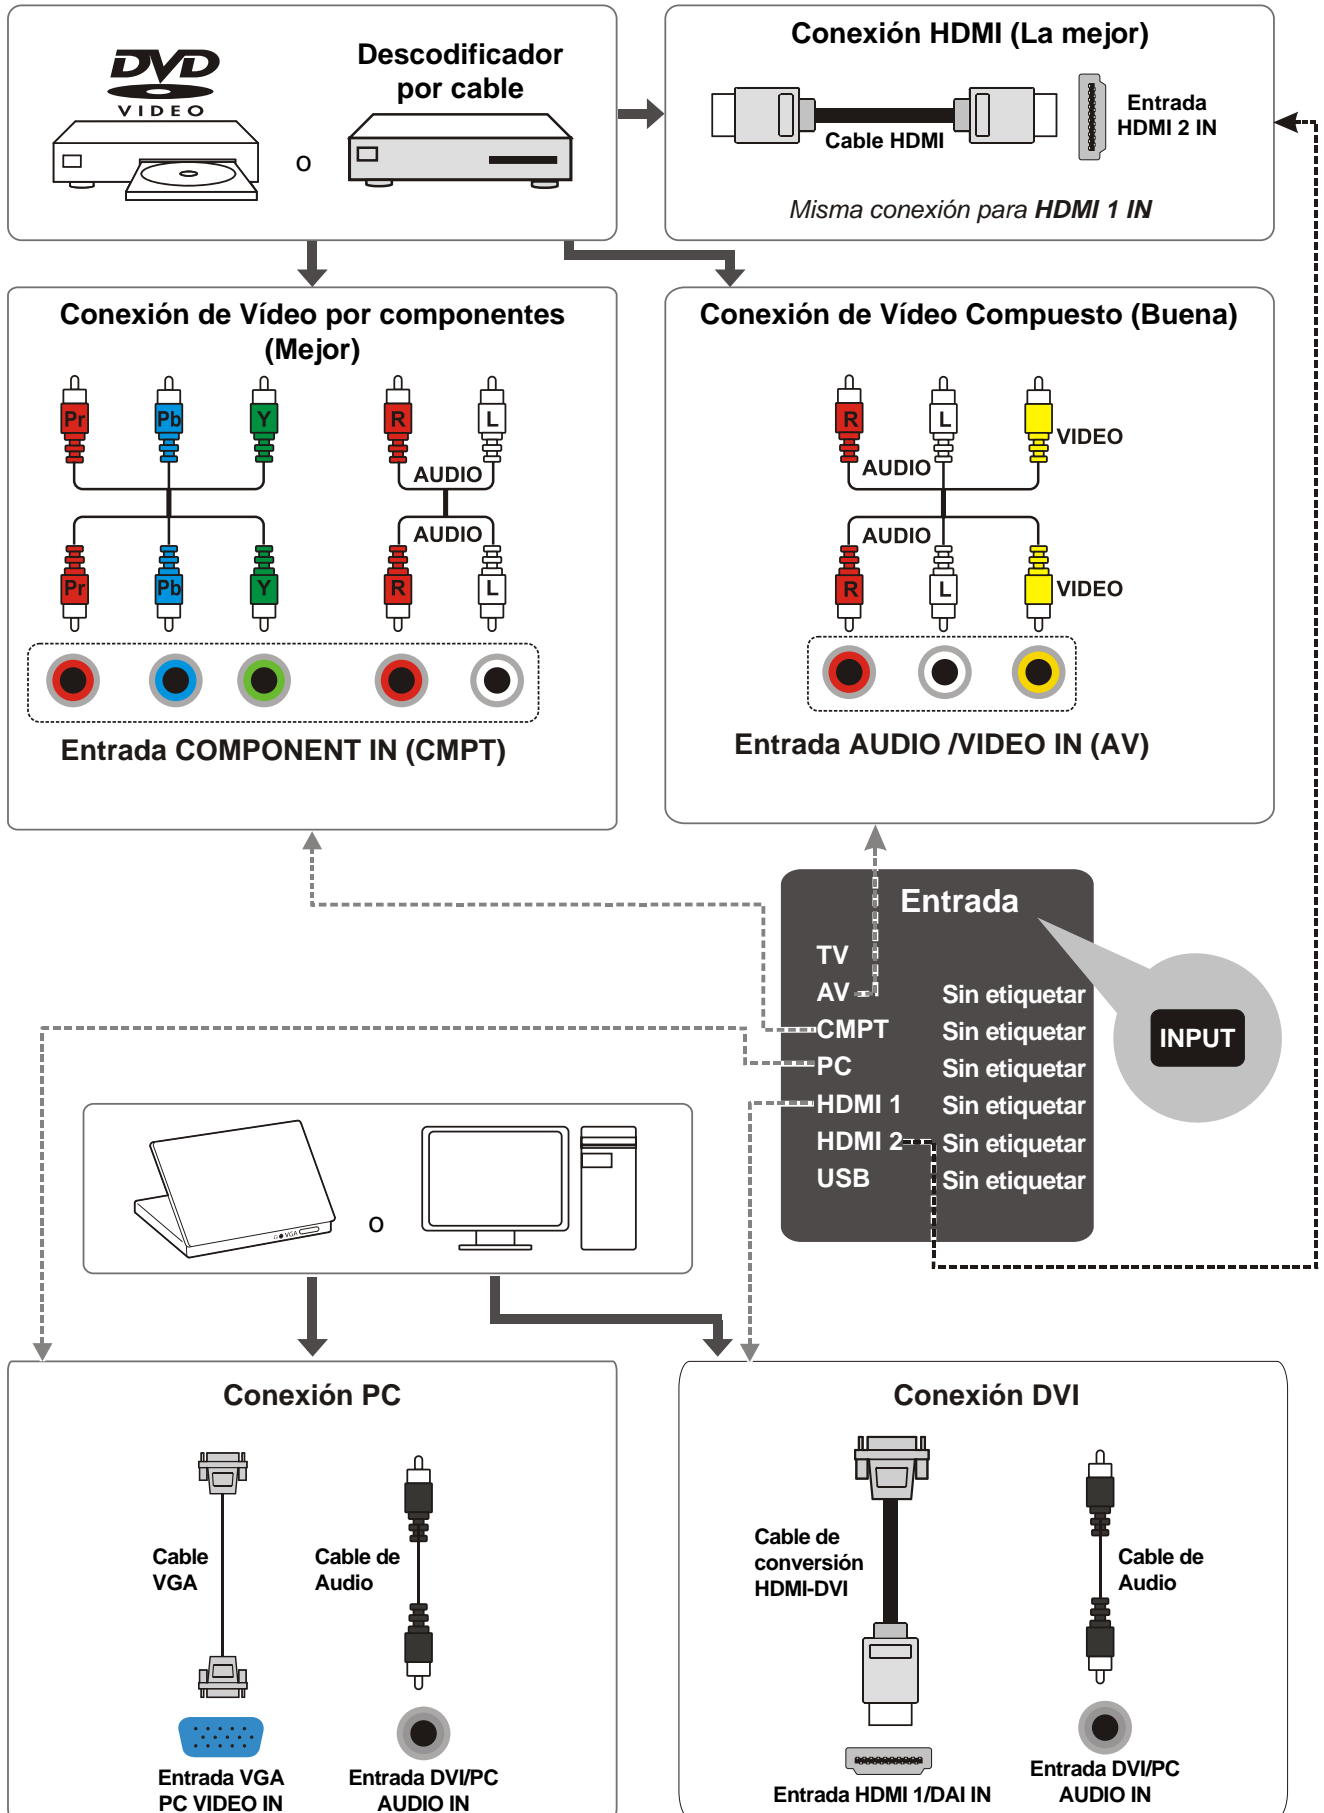 DVD
VIDEO
Descodificador
por cable
o
Conexión HDMI (La mejor)
Cable HDMI
Entrada
HDMI 2 IN
Misma conexión para HDMI 1 IN
Conexión de Vídeo por componentes
(Mejor)
Pr
Pb
Y
R
L
AUDIO
AUDIO
Pr
Pb
Y
R
L
Entrada COMPONENT IN (CMPT)
Conexión de Vídeo Compuesto (Buena)
R
L
VIDEO
AUDIO
AUDIO
R
L
VIDEO
Entrada AUDIO /VIDEO IN (AV)
Entrada
TV
AV Sin etiquetar
CMPT Sin etiquetar
PC Sin etiquetar
HDMI 1 Sin etiquetar
HDMI 2 Sin etiquetar
USB Sin etiquetar
INPUT
VGA
o
Conexión PC
Cable
VGA
Cable de
Audio
Entrada VGA
PC VIDEO IN
Entrada DVI/PC
AUDIO IN
Conexión DVI
Cable de
conversión
HDMI-DVI
Cable de
Audio
Entrada HDMI 1/DAI IN
Entrada DVI/PC
AUDIO IN